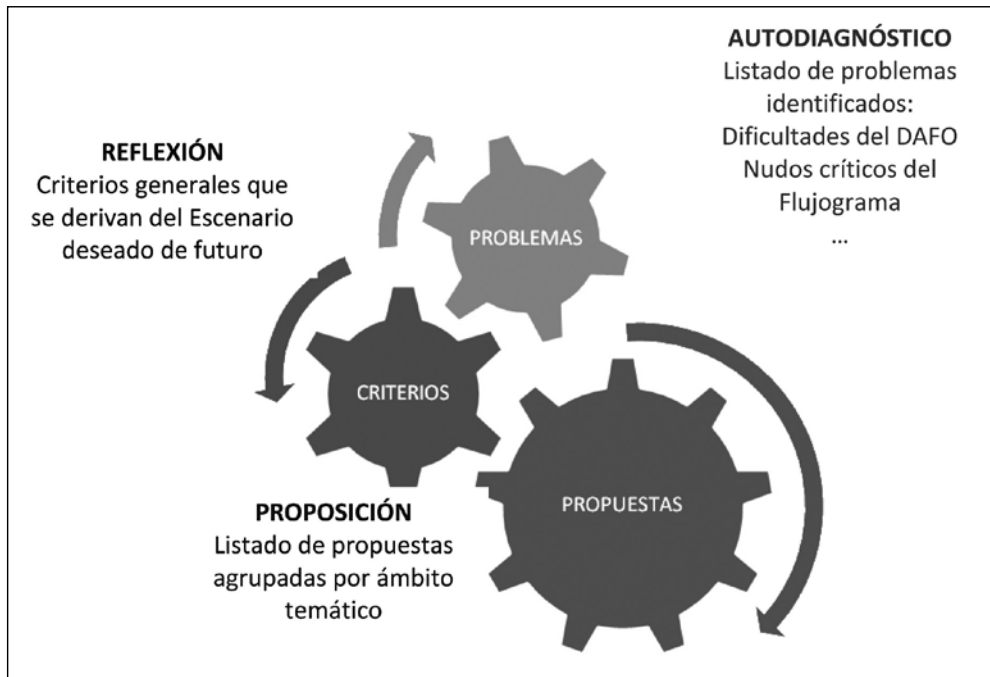 AUTODIAGNÓSTICO
Listado de problemas
identificados:
Dificultades del DAFO
Nudos críticos del
Flujograma
...
REFLEXIÓN
Criterios generales que
se derivan del Escenario
deseado de futuro
PROBLEMAS
CRITERIOS
PROPUESTAS
PROPOSICIÓN
Listado de propuestas
agrupadas por ámbito
temático